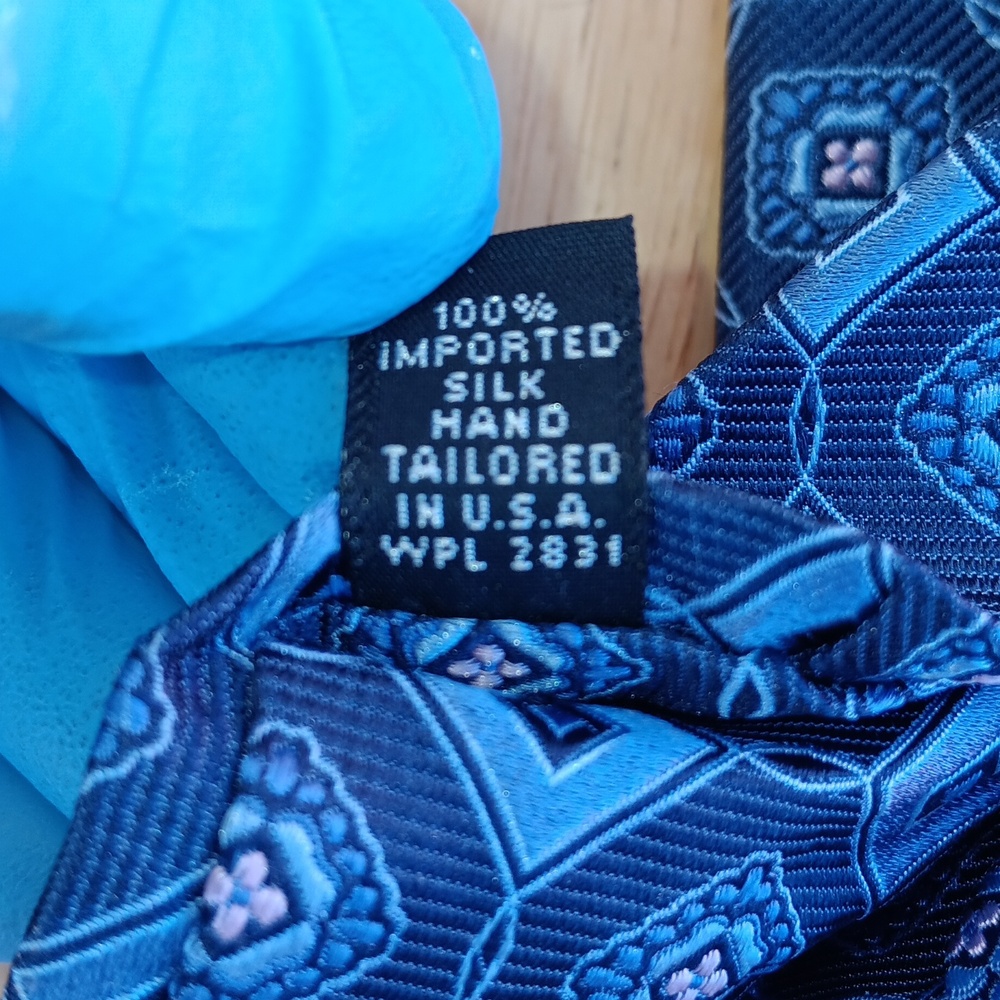 100%
IMPORTED
SILK
HAND
TAILORED
IN U.S.A.
WPL 2831